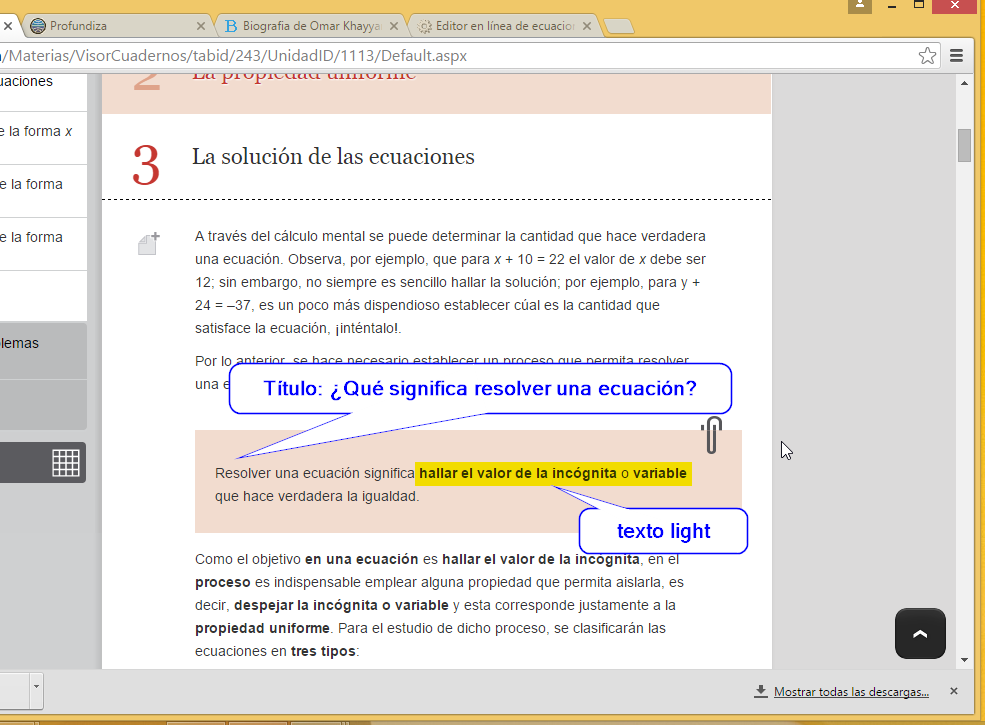 Profundiza
Biografia de Omar Khayya
Editor en línea de ecuacion
/Materias/VisorCuadernos/tabid/243/UnidadID/1113/Default.aspx
uaciones
e la forma x
e la forma
e la forma
lemas
2 La propiedad uniforme
3 La solución de las ecuaciones
A través del cálculo mental se puede determinar la cantidad que hace verdadera
una ecuación. Observa, por ejemplo, que para x + 10 = 22 el valor de x debe ser
12; sin embargo, no siempre es sencillo hallar la solución; por ejemplo, para y +
24 = –37, es un poco más dispendioso establecer cúal es la cantidad que
satisface la ecuación, ¡inténtalo!.
Por lo anterior, se hace necesario establecer un proceso que permita resolver
una e
Título: ¿Qué significa resolver una ecuación?
Resolver una ecuación significa hallar el valor de la incógnita o variable
que hace verdadera la igualdad.
texto light
Como el objetivo en una ecuación es hallar el valor de la incógnita, en el
proceso es indispensable emplear alguna propiedad que permita aislarla, es
decir, despejar la incógnita o variable y esta corresponde justamente a la
propiedad uniforme. Para el estudio de dicho proceso, se clasificarán las
ecuaciones en tres tipos:
Mostrar todas las descargas...